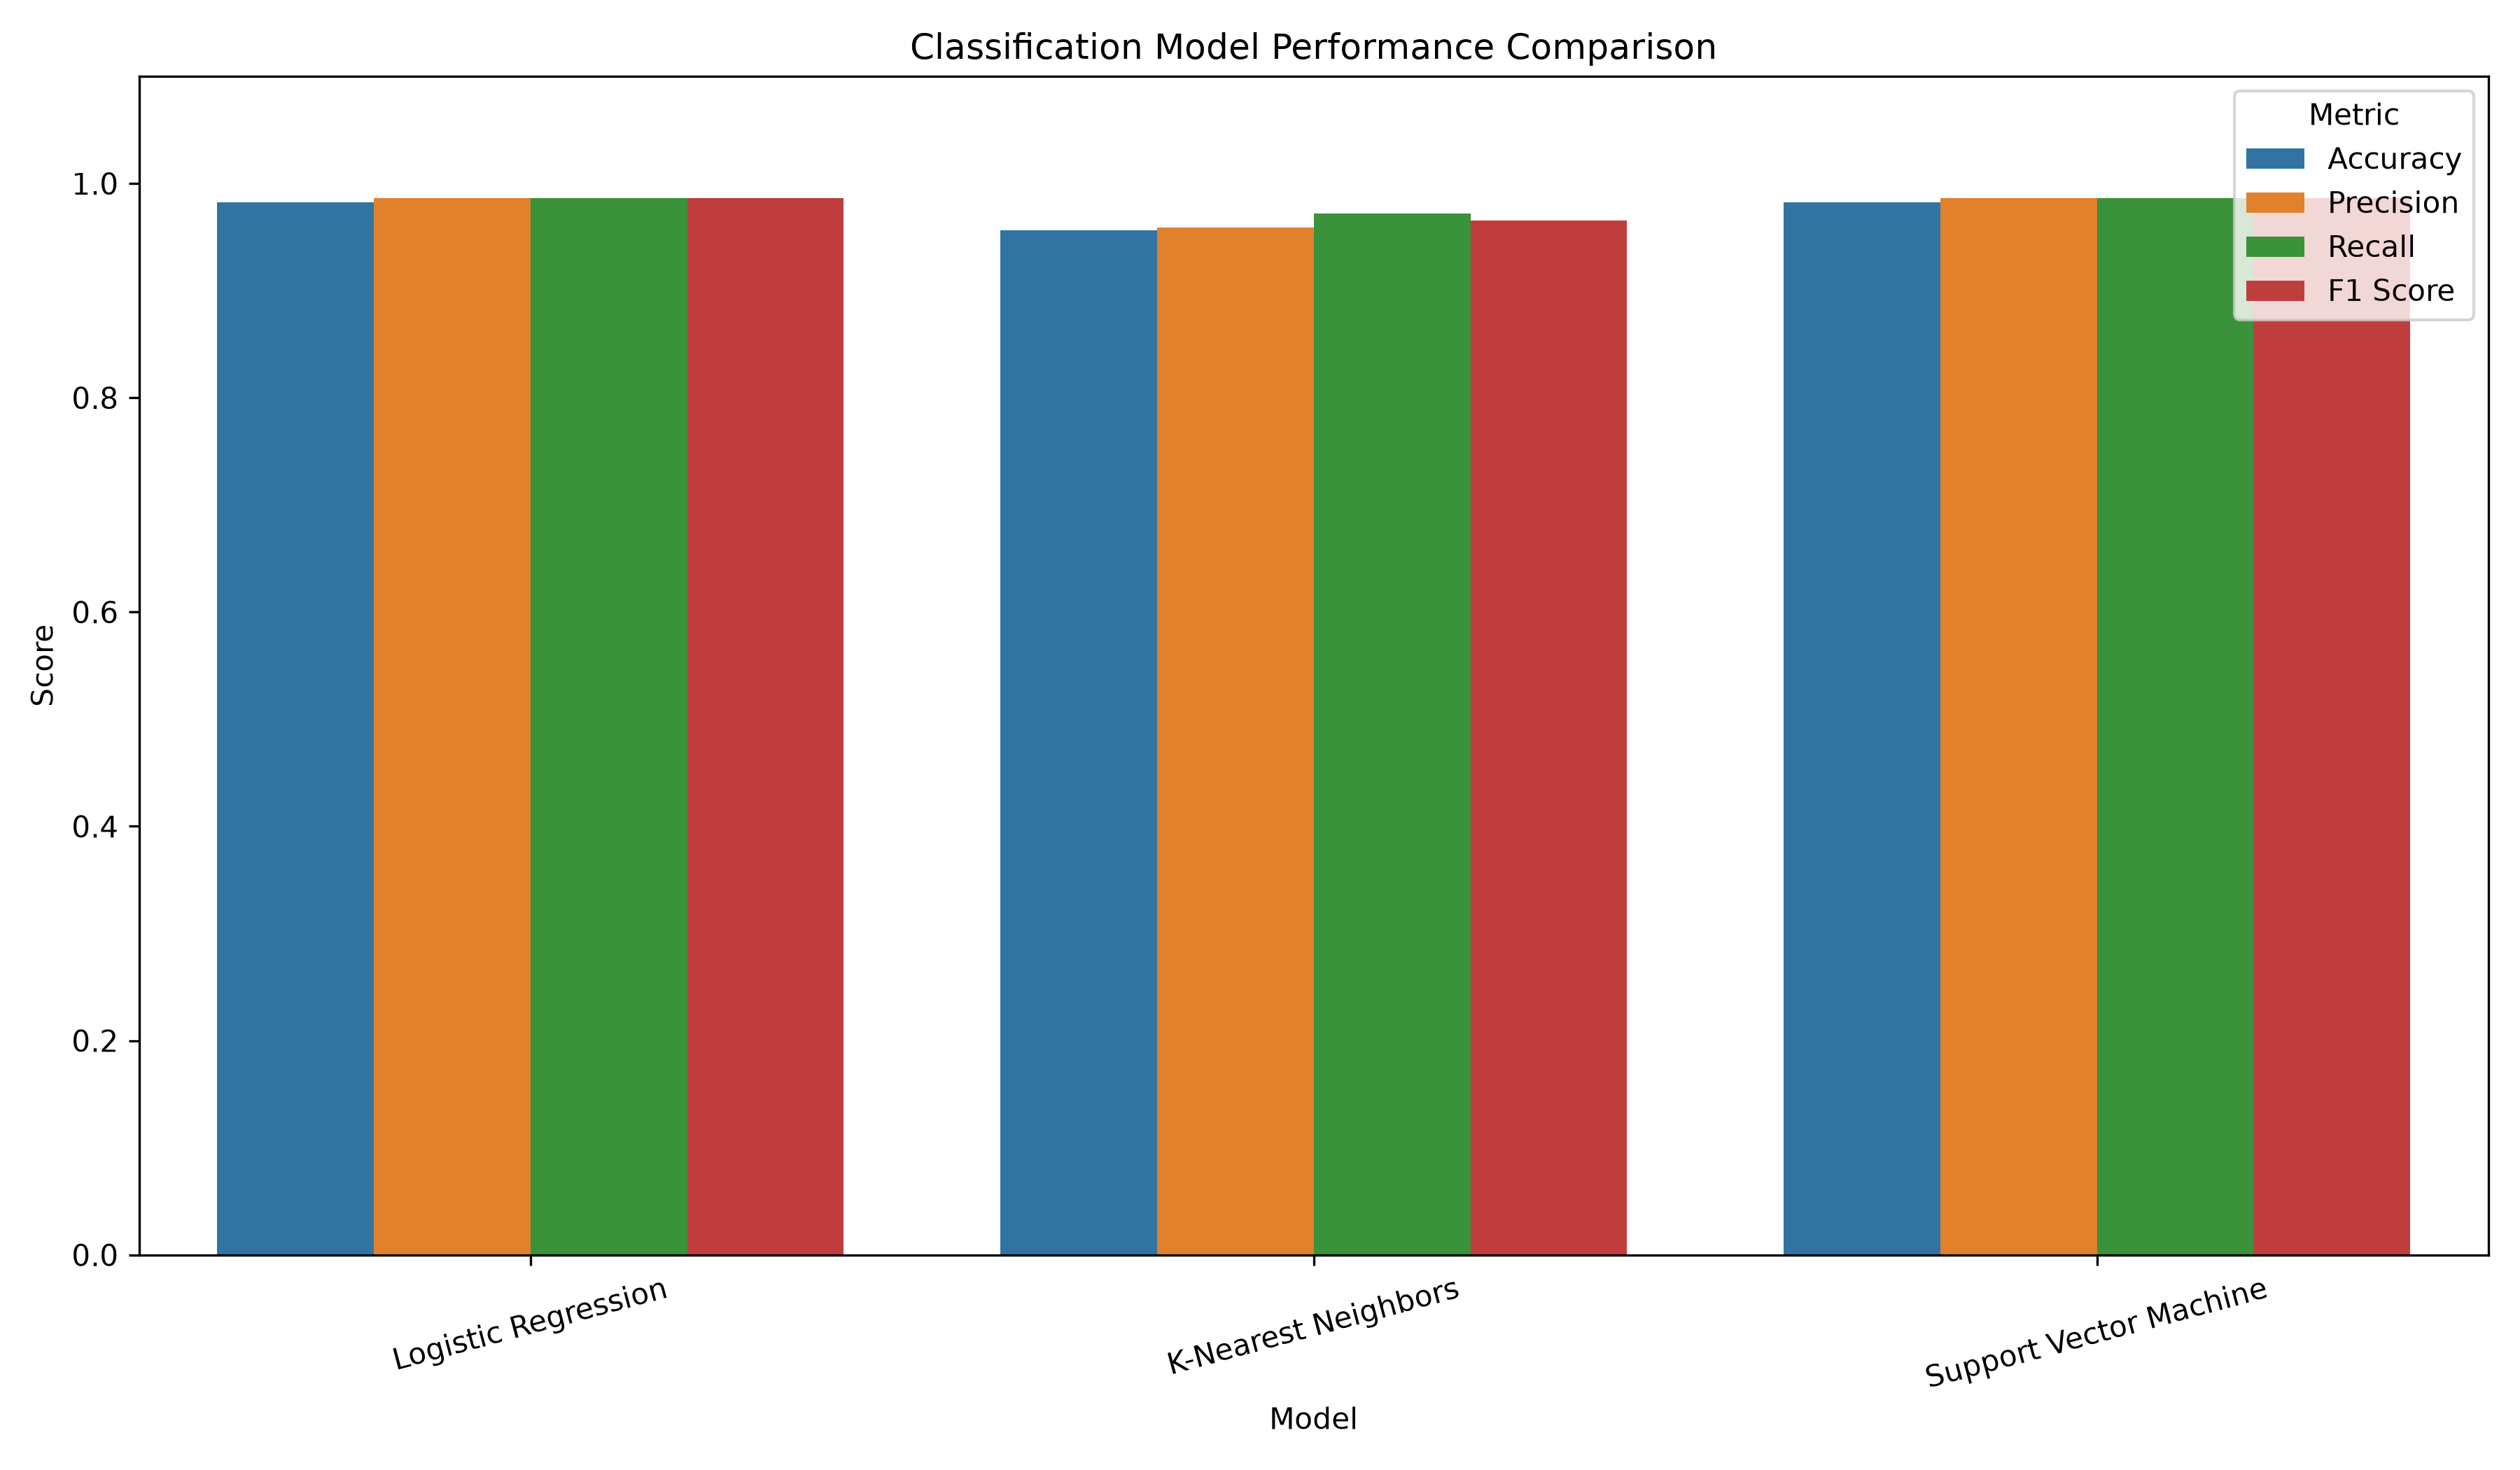 Classification Model Performance Comparison
Metric
Accuracy
Precision
Recall
F1 Score
1.0
0.8
0.6
0.4
0.2
0.0
Score
Logistic Regression
K-Nearest Neighbors
Support Vector Machine
Model